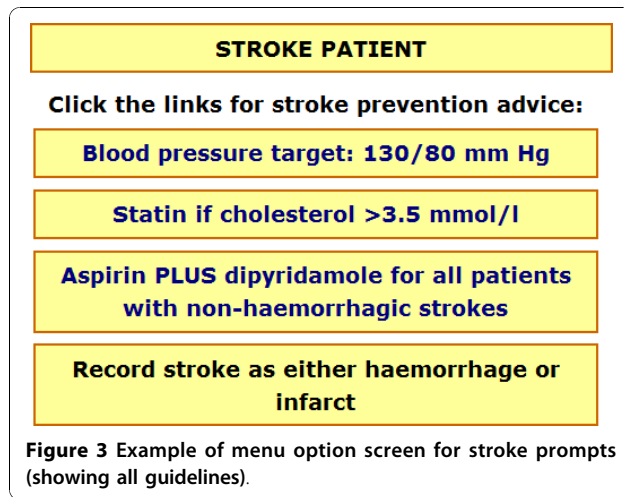 STROKE PATIENT
Click the links for stroke prevention advice:
Blood pressure target: 130/80 mm Hg
Statin if cholesterol >3.5 mmol/l
Aspirin PLUS dipyridamole for all patients
with non-haemorrhagic strokes
Record stroke as either haemorrhage or
infarct
Figure 3 Example of menu option screen for stroke prompts
(showing all guidelines).